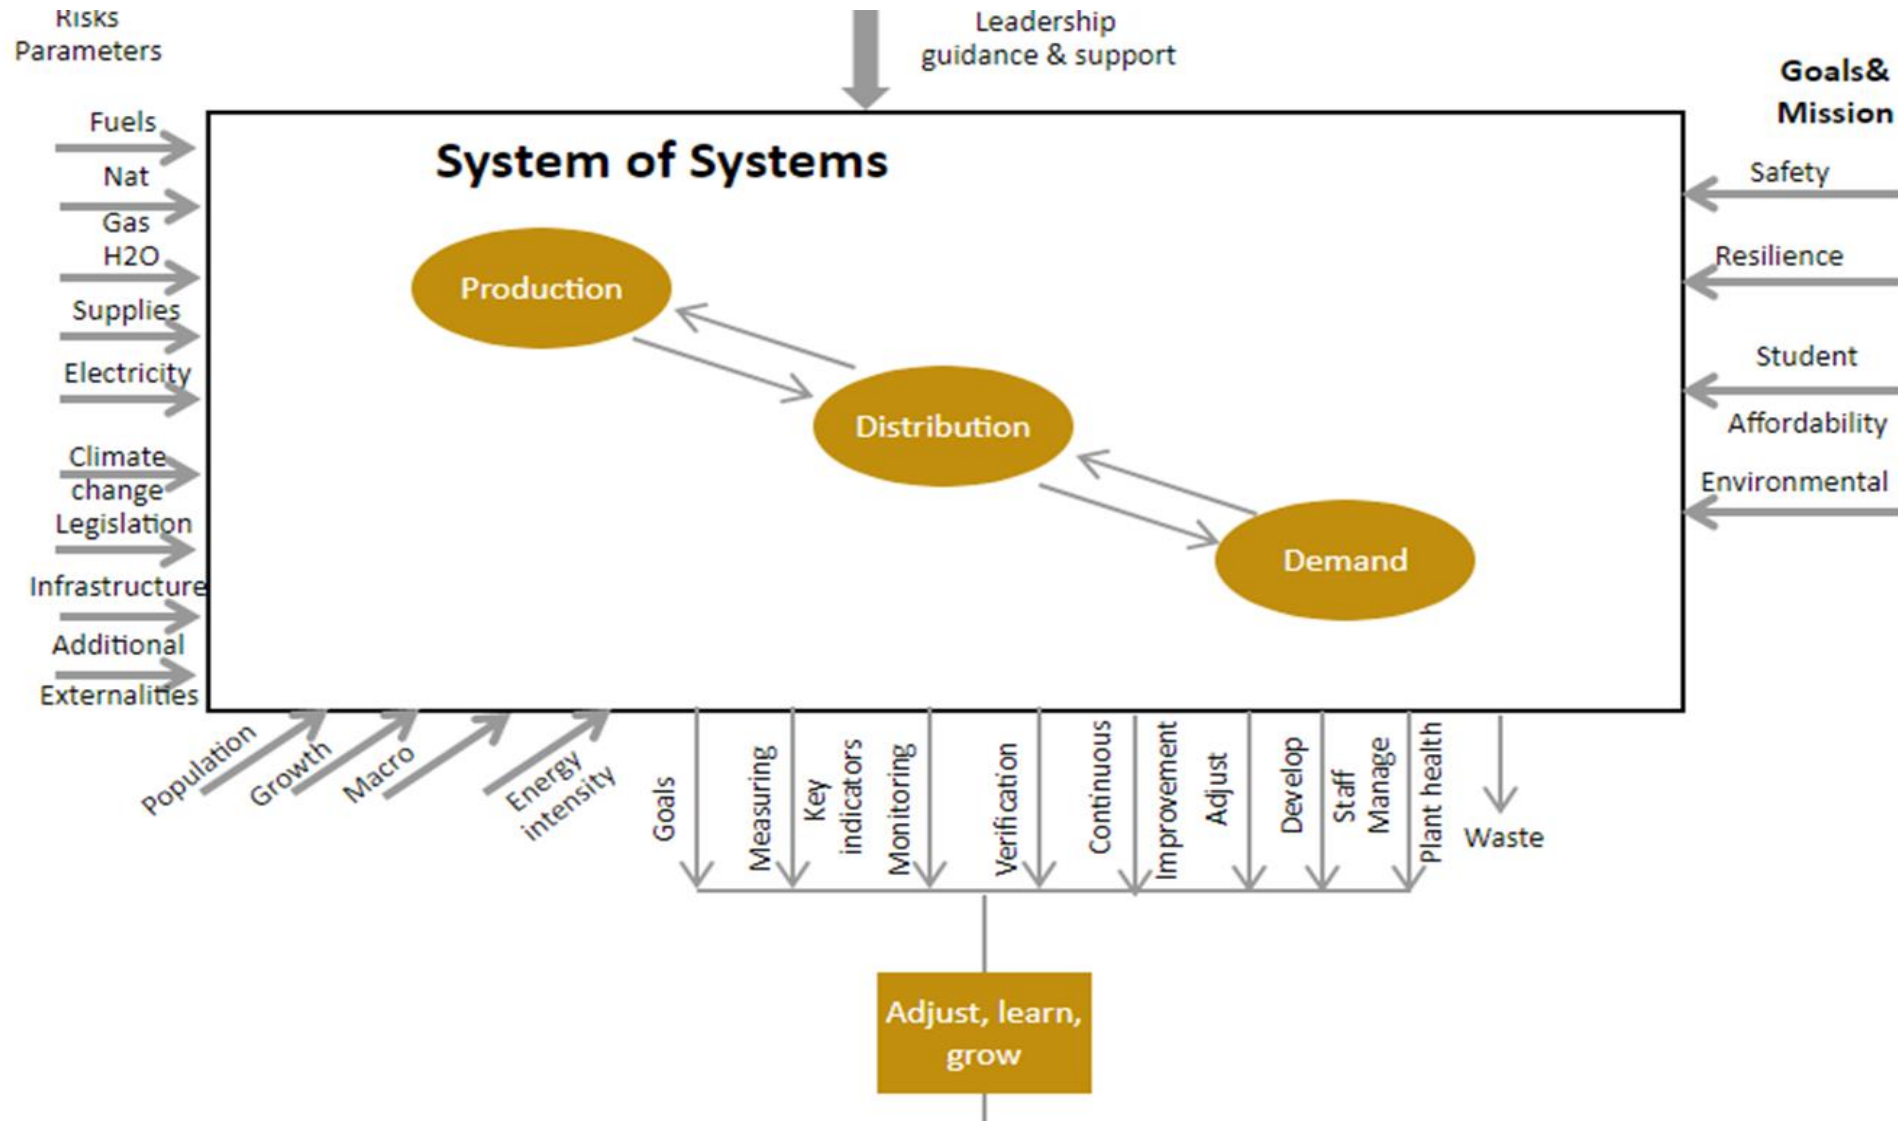 Risks
Parameters
Leadership
guidance & support
Goals&
Mission
Fuels
Nat
Gas
H2O
Supplies
Electricity
Climate
change
Legislation
Infrastructure
Additional
Externalities
System of Systems
Production
Distribution
Demand
Safety
Resilience
Student
Affordability
Environmental
Population
Growth
Macro
Energy
intensity
Goals
Measuring
Key
indicators
Monitoring
Verification
Continuous
Improvement
Adjust
Develop
Staff
Manage
Plant health
Waste
Adjust, learn,
grow